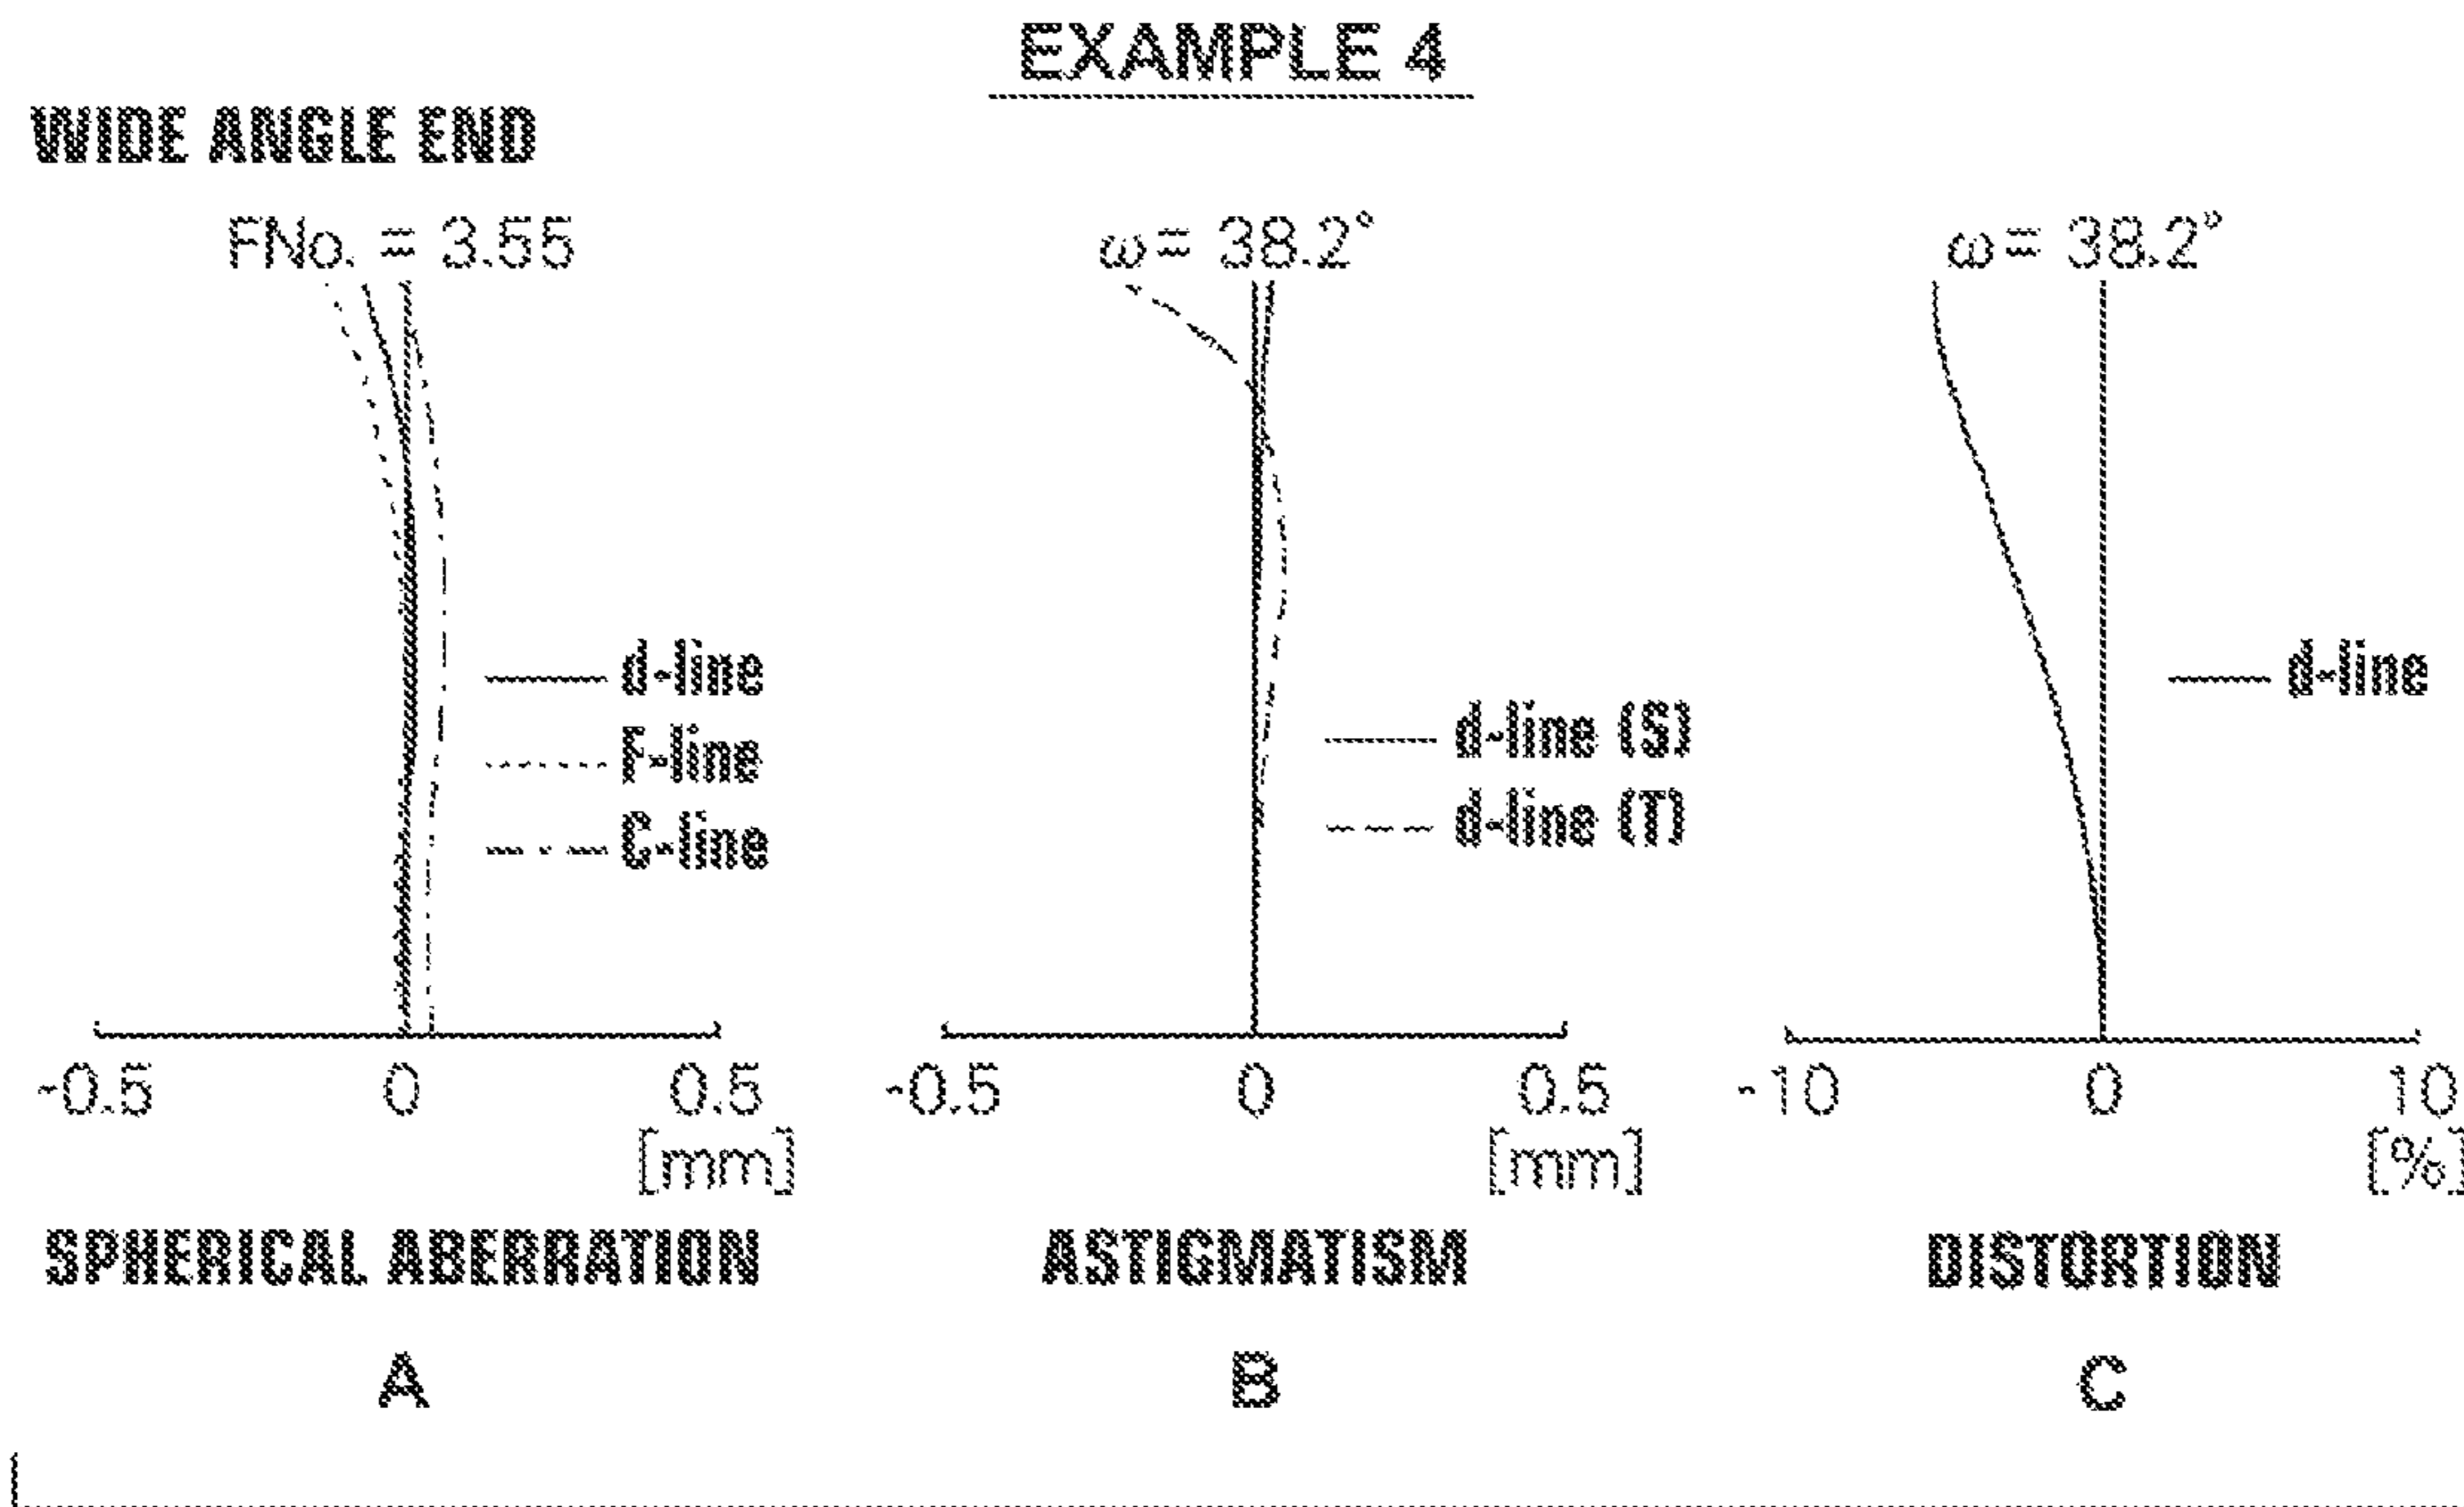 EXAMPLE 4
WIDE ANGLE END
FNo. = 3.55
ω= 38.2°
ω= 38.2°
d-line
F-line
C-line
d-line (S)
d-line (T)
d-line
-0.5 0 0.5
[mm]
-0.5 0 0.5
[mm]
-10 0 10
[%]
SPHERICAL ABERRATION
ASTIGMATISM
DISTORTION
A
B
C